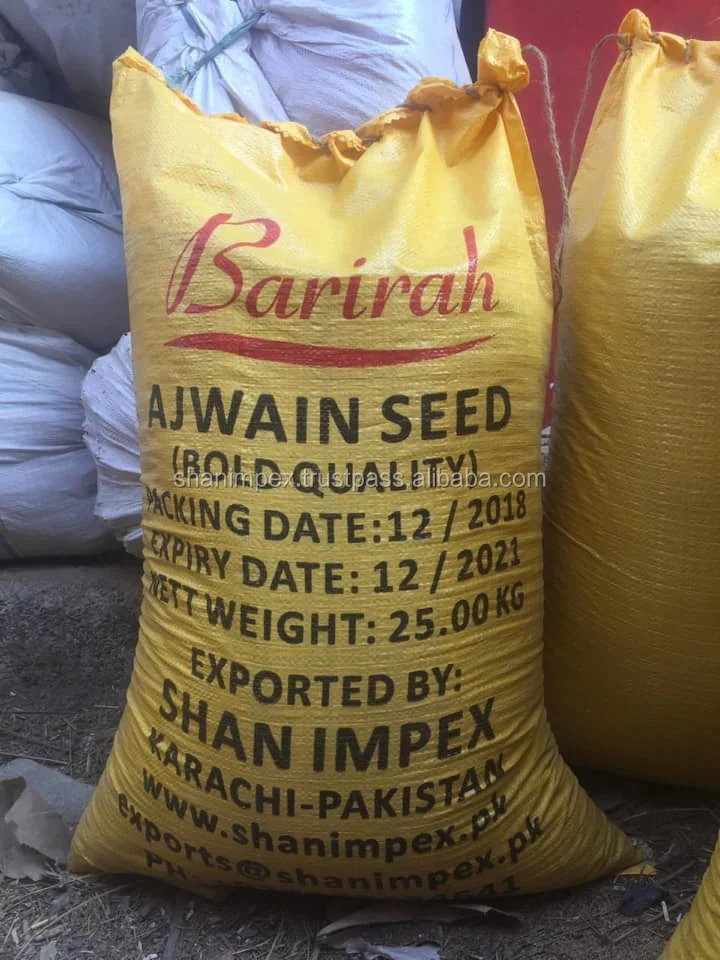 Barirah
AJWAIN SEED
(BOLD QUALITY)
shanimpex.trustpass.alibaba.com
PACKING DATE:12 / 2018
EXPIRY DATE: 12 / 2021
NETT WEIGHT: 25.00 KG
EXPORTED BY:
SHAN IMPEX
KARACHI-PAKISTAN
www.shanimpex.pk
exports@shanimpex.pk
PH